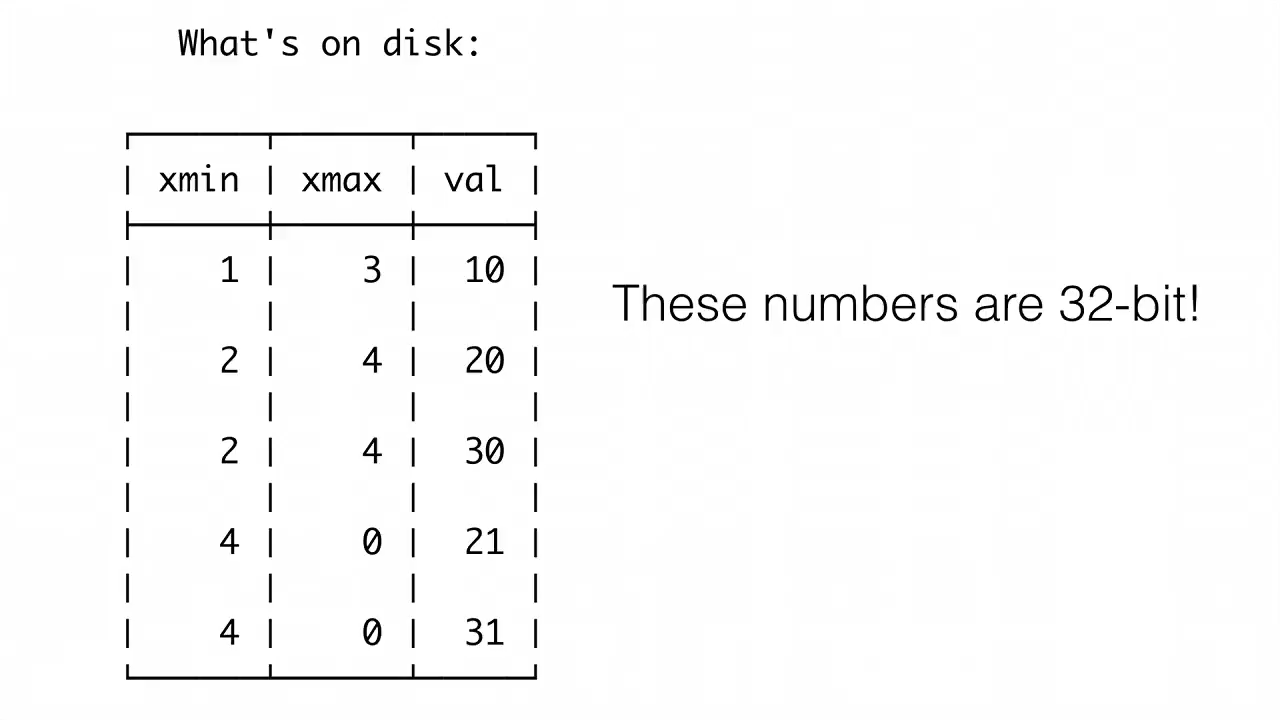 What's on disk:
xmin | xmax | val
1 | 3 | 10
2 | 4 | 20
2 | 4 | 30
4 | 0 | 21
4 | 0 | 31
These numbers are 32-bit!